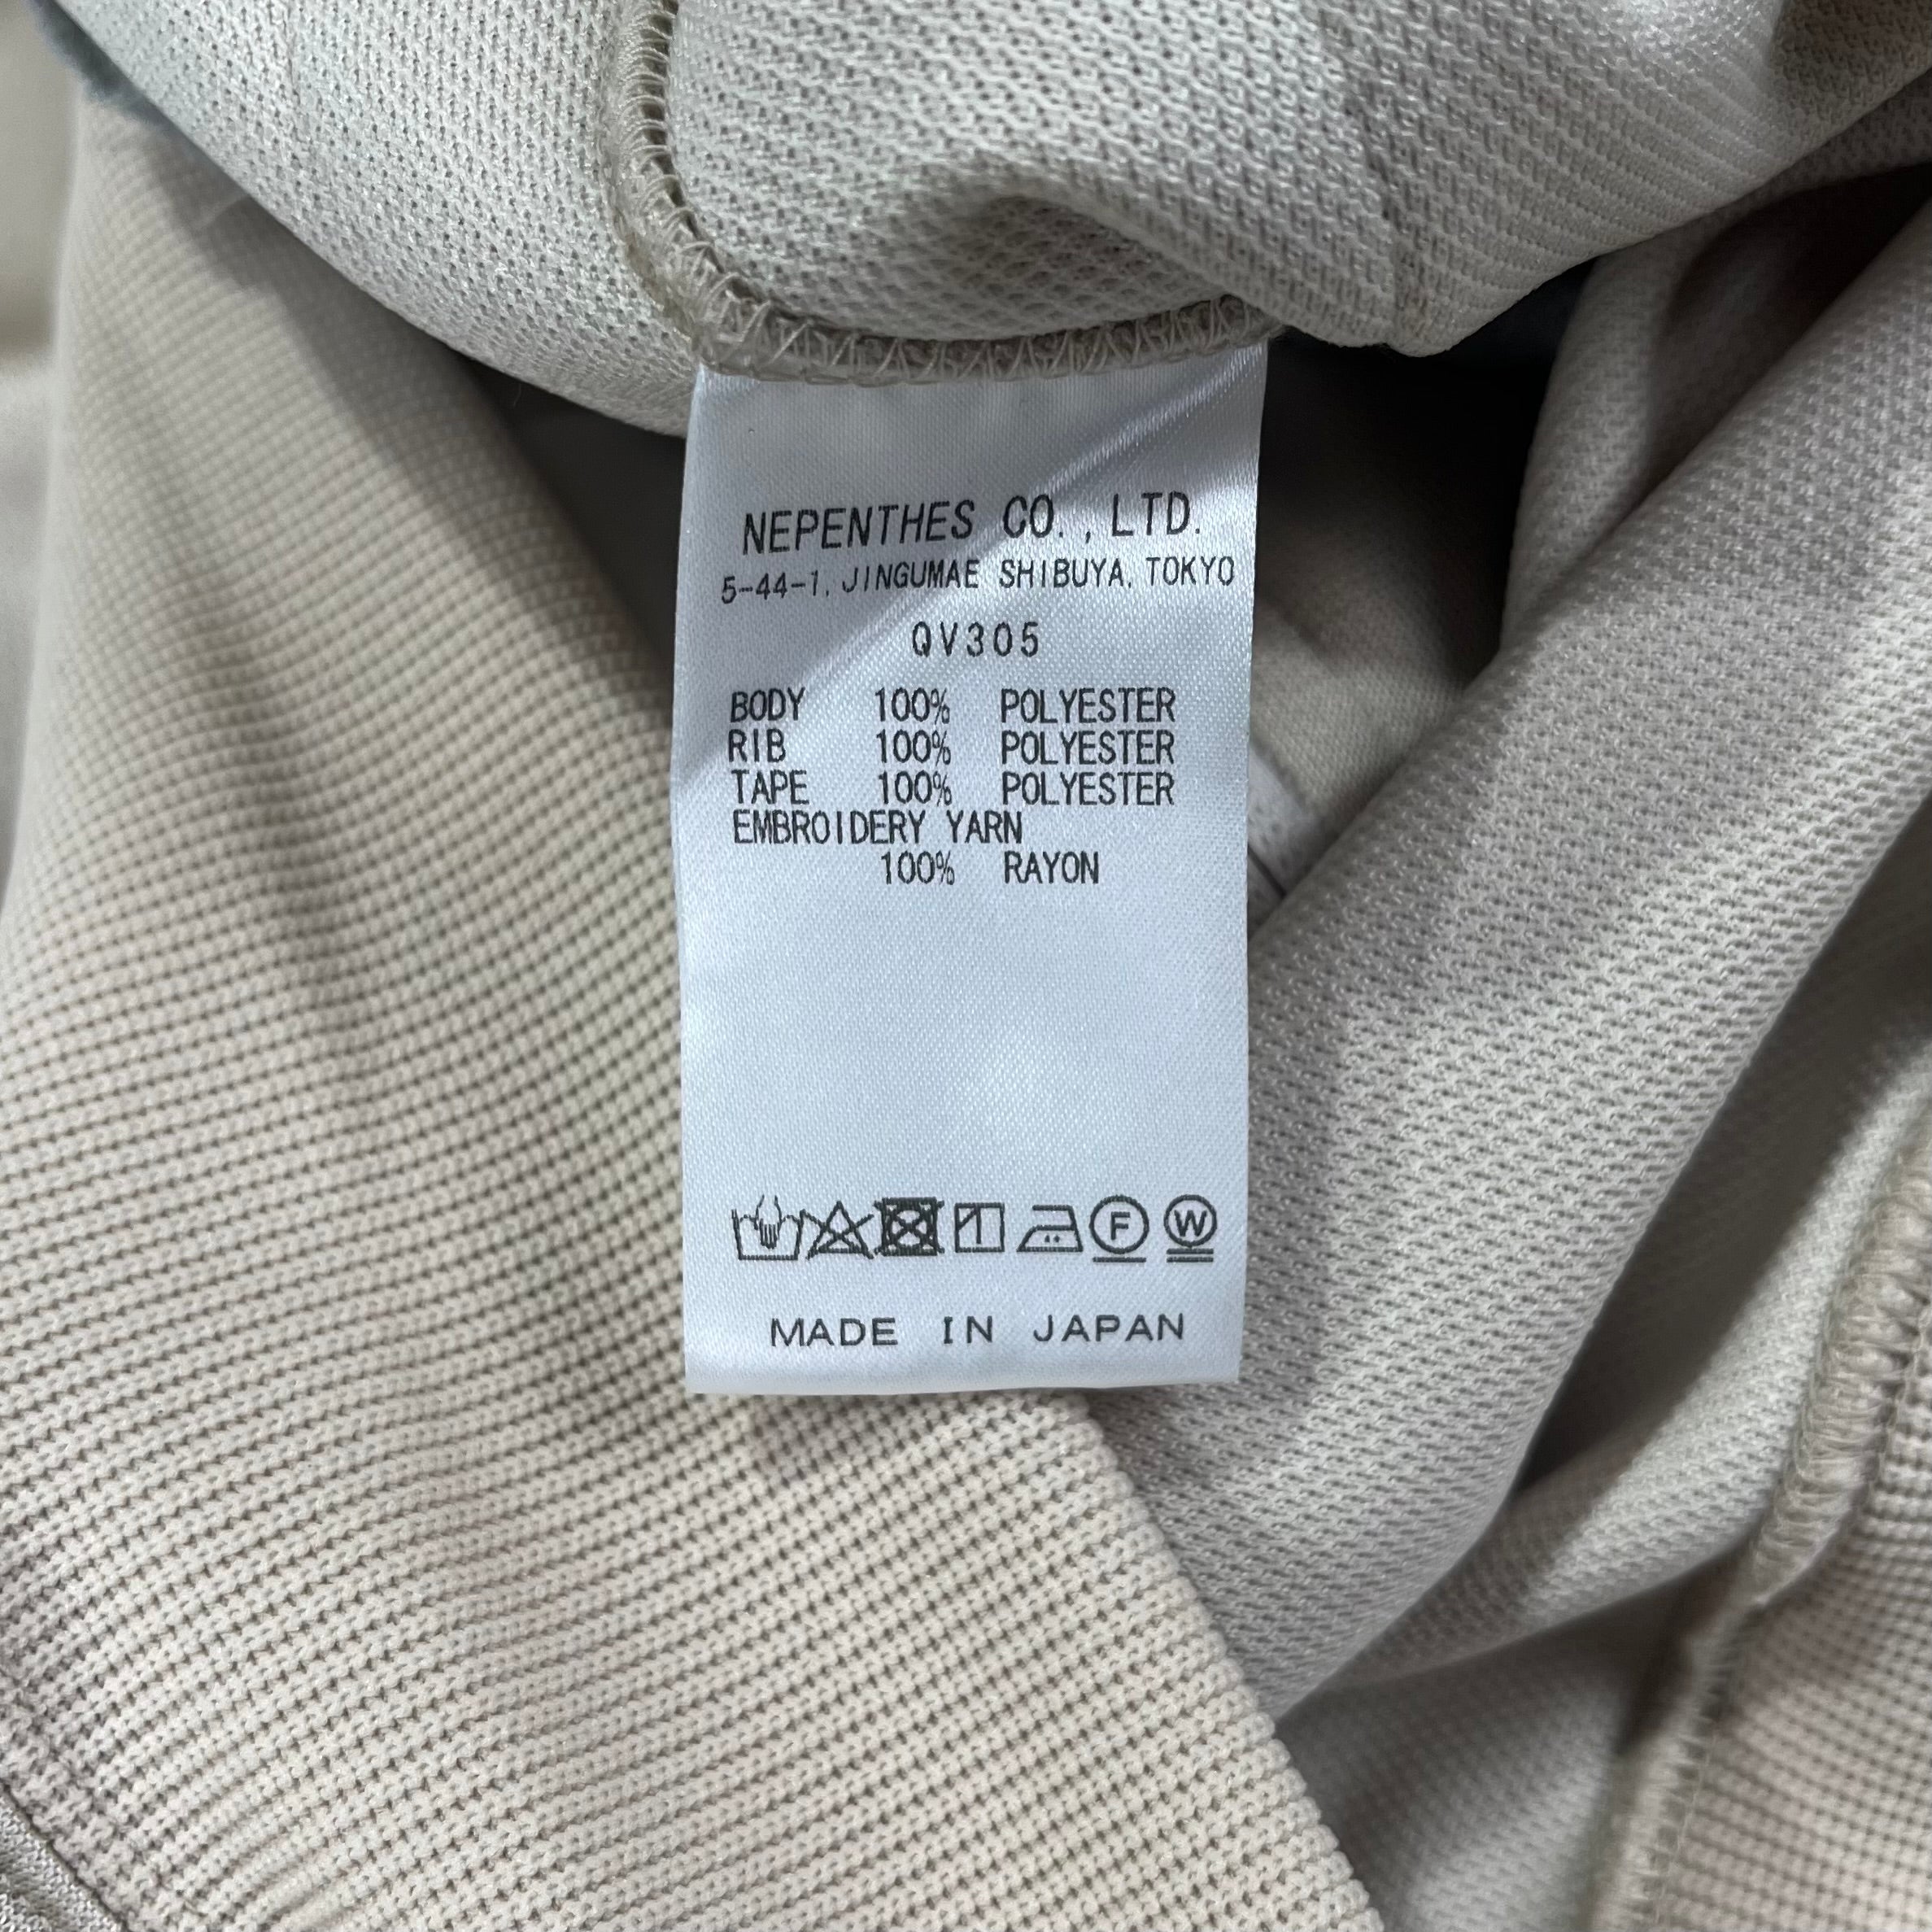 NEPENTHES CO.,LTD.
5-44-1, JINGUMAE SHIBUYA, TOKYO
QV305
BODY 100% POLYESTER
RIB 100% POLYESTER
TAPE 100% POLYESTER
EMBROIDERY YARN
100% RAYON
F W
MADE IN JAPAN